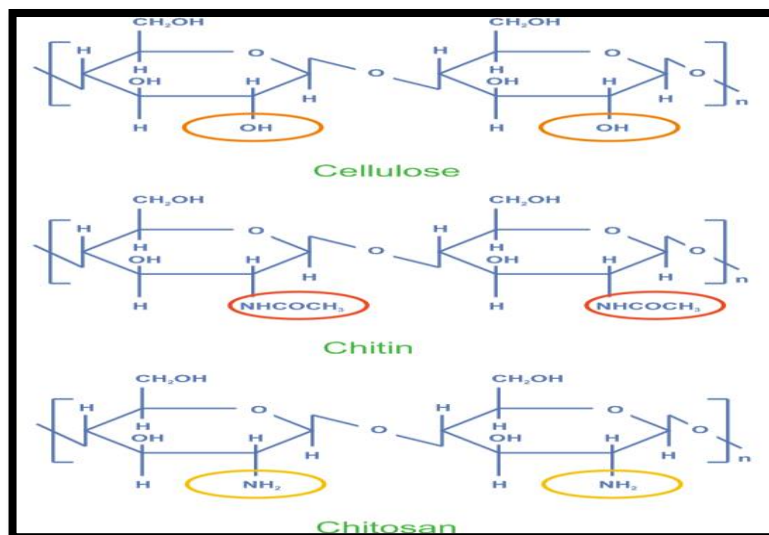 CH₂OH CH₂OH
H O H O
H H O H H O
OH H H OH H H n
H OH H OH
Cellulose
CH₂OH CH₂OH
H O H O
H H O H H O
OH H H OH H H n
H NHCOCH₃ H NHCOCH₃
Chitin
CH₂OH CH₂OH
H O H O
H H O H H O
OH H H OH H H n
H NH₂ H NH₂
Chitosan